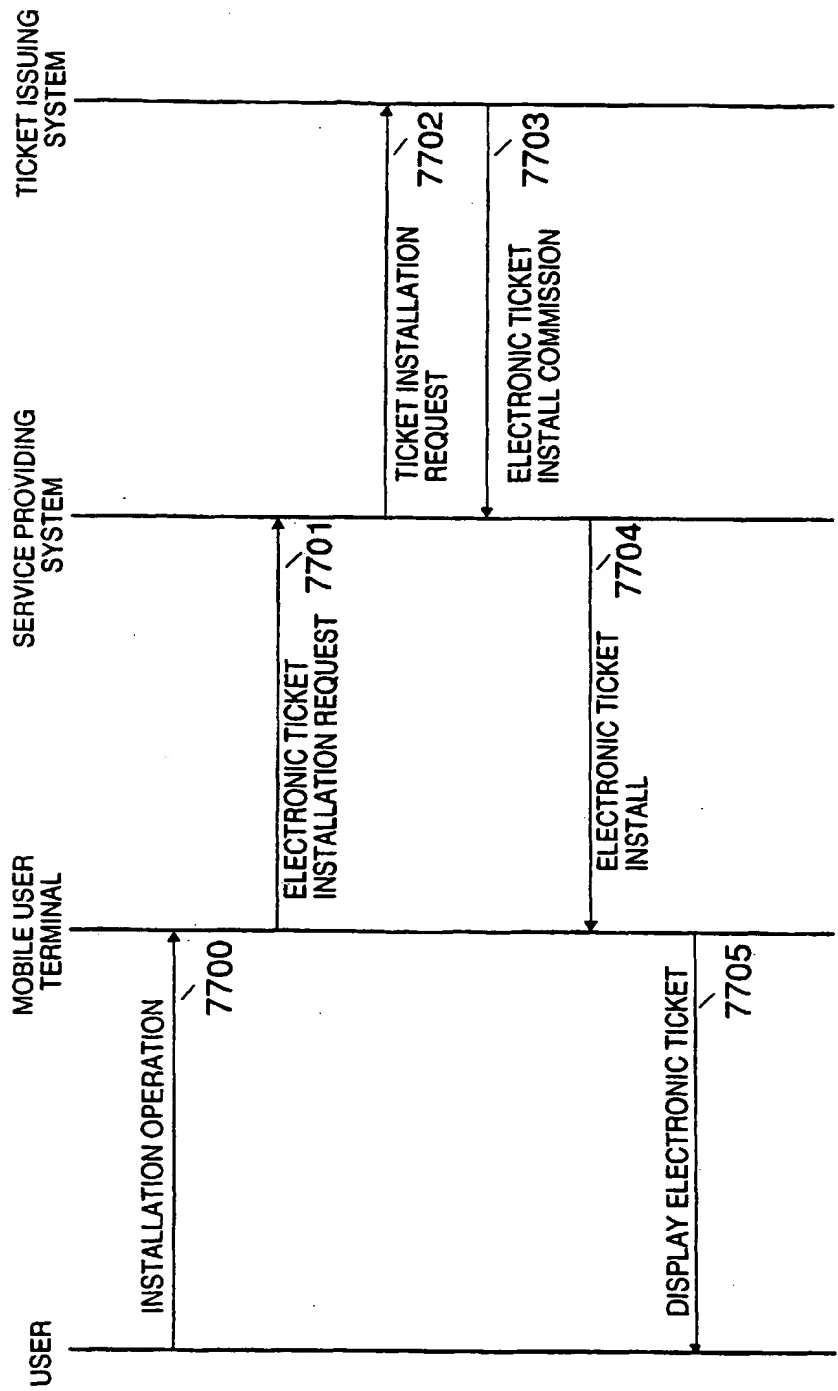 USER
MOBILE USER
TERMINAL
SERVICE PROVIDING
SYSTEM
TICKET ISSUING
SYSTEM
INSTALLATION OPERATION
7700
ELECTRONIC TICKET
INSTALLATION REQUEST
7701
TICKET INSTALLATION
REQUEST
7702
ELECTRONIC TICKET
INSTALL COMMISSION
7703
ELECTRONIC TICKET
INSTALL
7704
DISPLAY ELECTRONIC TICKET
7705